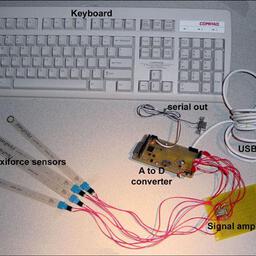 Keyboard
COMPAQ
serial out
USB
xiforce sensors
A to D
converter
Signal amp